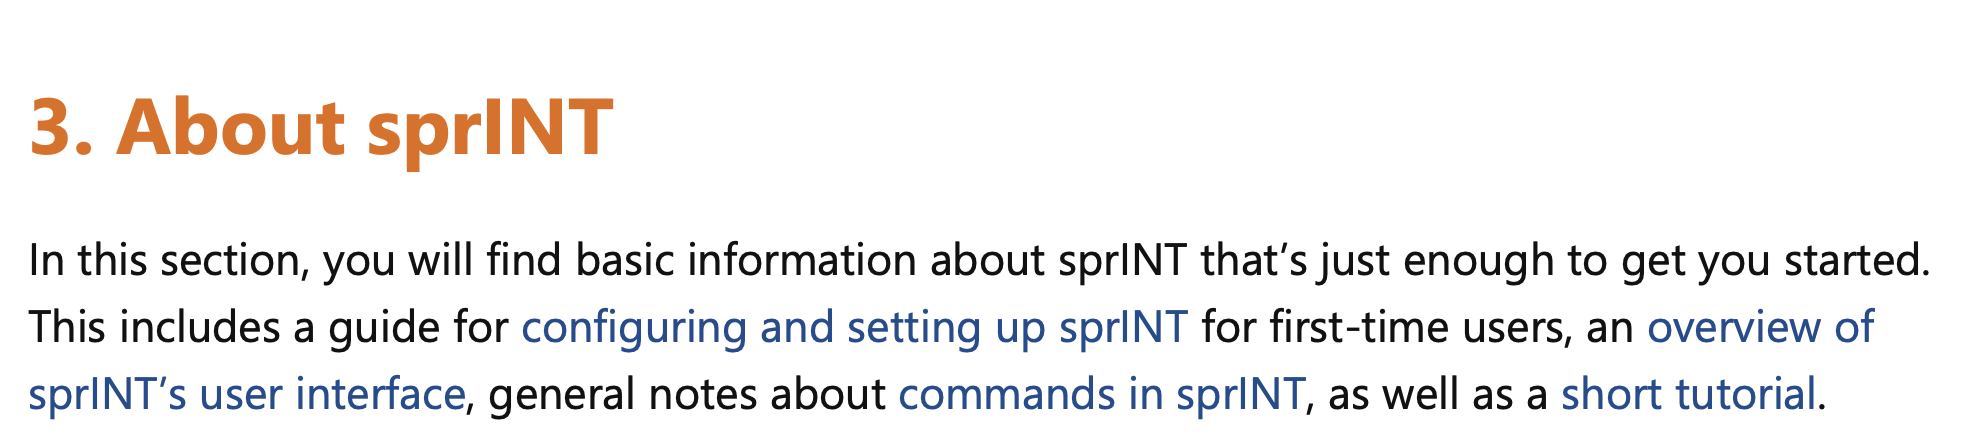 3. About sprINT
In this section, you will find basic information about sprINT that’s just enough to get you started.
This includes a guide for configuring and setting up sprINT for first-time users, an overview of
sprINT’s user interface, general notes about commands in sprINT, as well as a short tutorial.